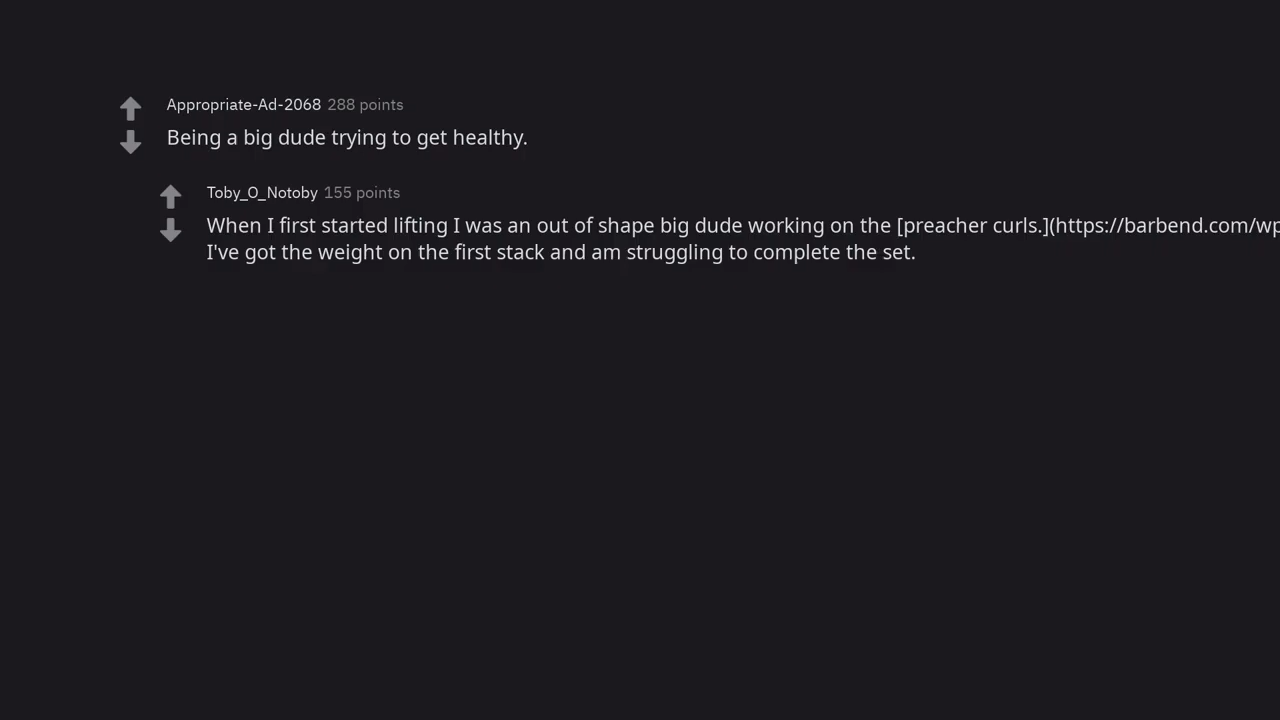 Appropriate-Ad-2068 288 points
Being a big dude trying to get healthy.
Toby_O_Notoby 155 points
When I first started lifting I was an out of shape big dude working on the [preacher curls.](https://barbend.com/wp
I've got the weight on the first stack and am struggling to complete the set.